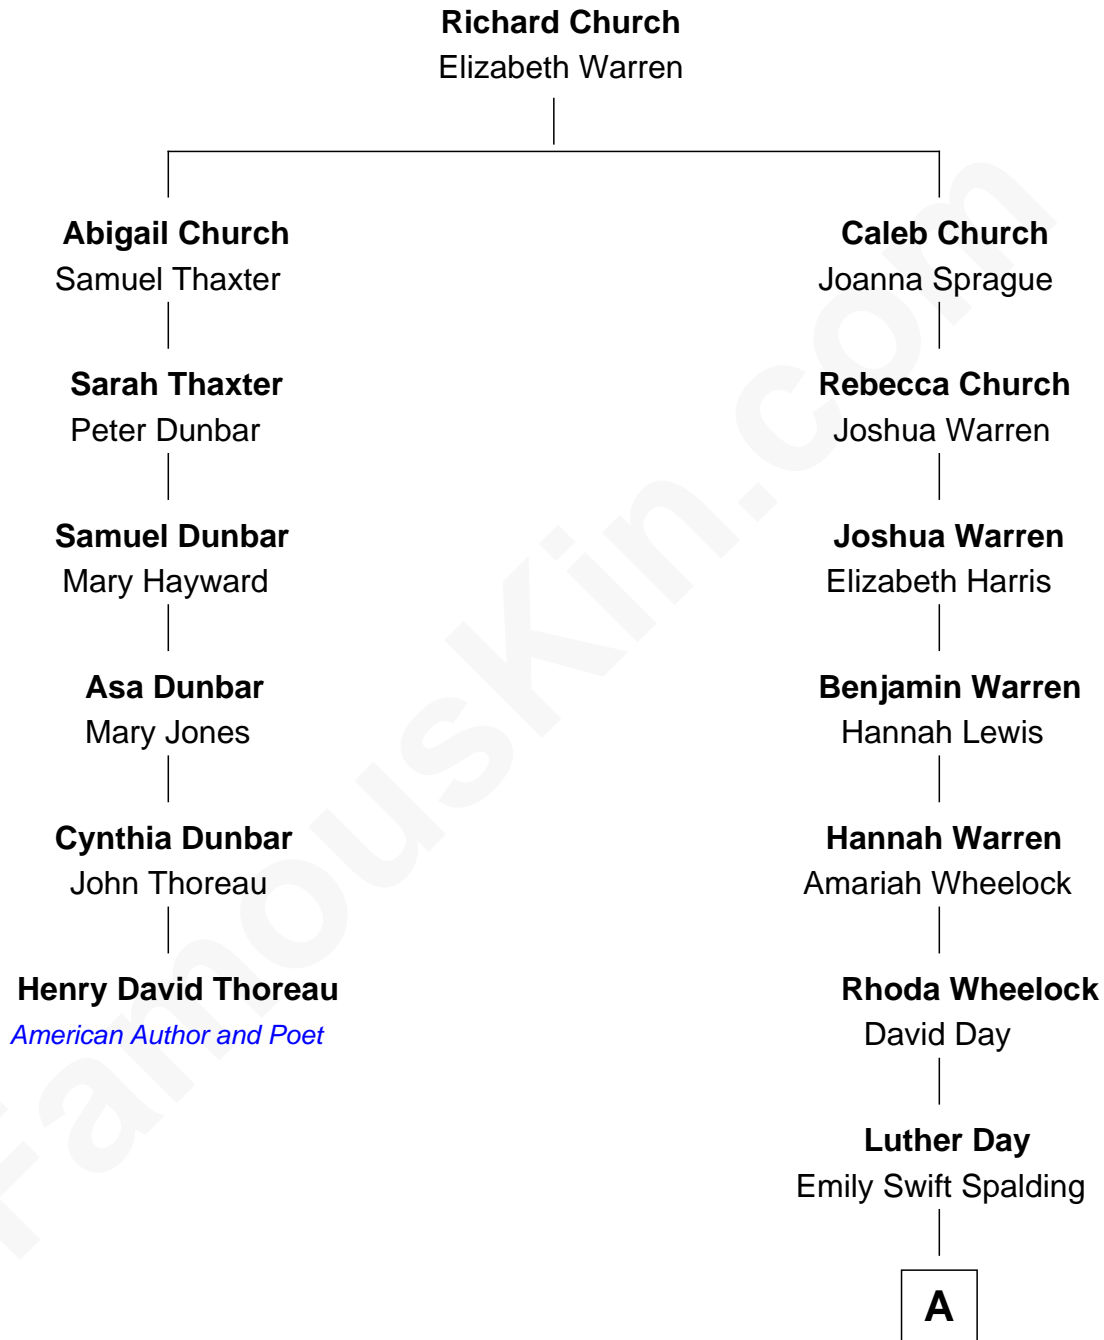 Richard Church
Elizabeth Warren
Abigail Church
Samuel Thaxter
Caleb Church
Joanna Sprague
Sarah Thaxter
Peter Dunbar
Rebecca Church
Joshua Warren
Samuel Dunbar
Mary Hayward
Joshua Warren
Elizabeth Harris
Asa Dunbar
Mary Jones
Benjamin Warren
Hannah Lewis
Cynthia Dunbar
John Thoreau
Hannah Warren
Amariah Wheelock
Henry David Thoreau
American Author and Poet
Rhoda Wheelock
David Day
Luther Day
Emily Swift Spalding
A
FamousKin.com